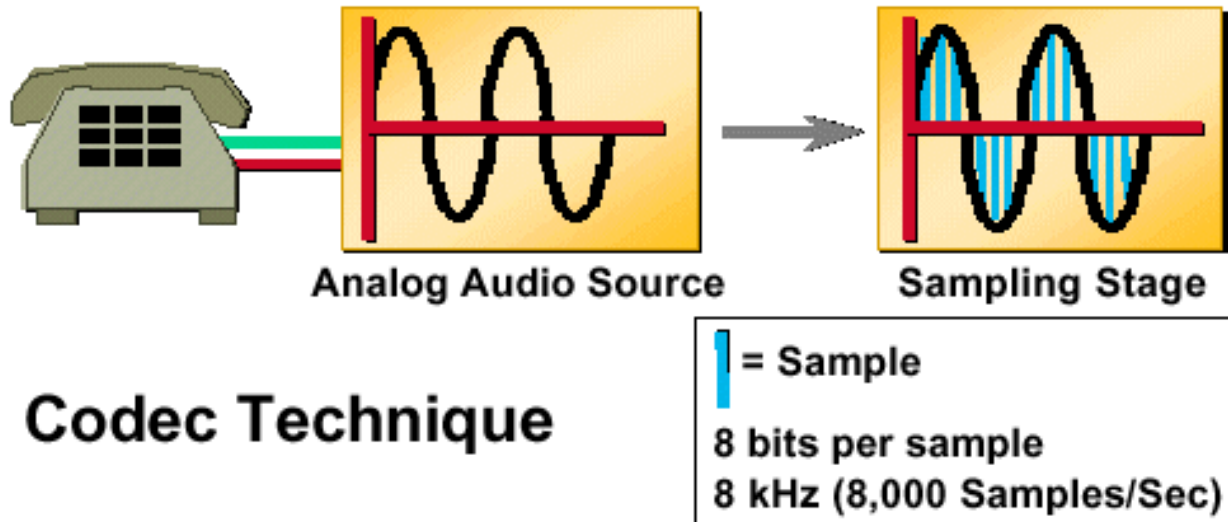 Analog Audio Source
Sampling Stage
Codec Technique
= Sample
8 bits per sample
8 kHz (8,000 Samples/Sec)